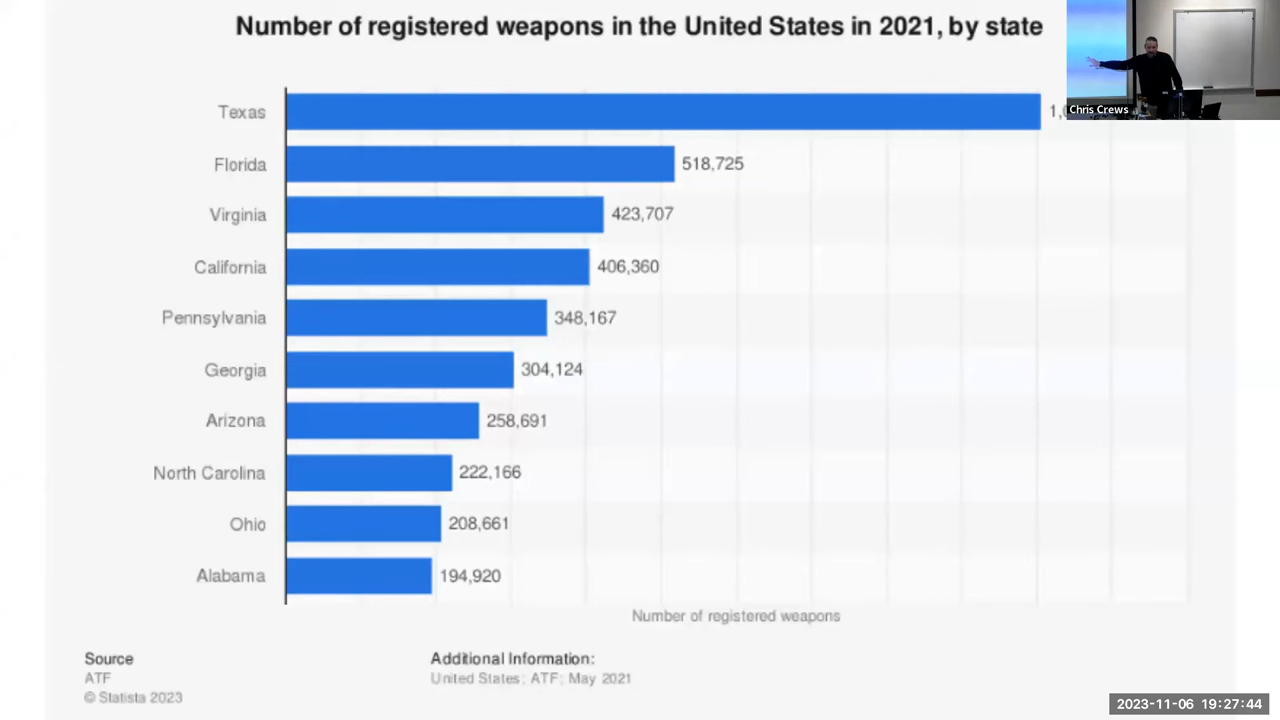 Number of registered weapons in the United States in 2021, by state
Chris Crews
Texas
Florida 518,725
Virginia 423,707
California 406,360
Pennsylvania 348,167
Georgia 304,124
Arizona 258,691
North Carolina 222,166
Ohio 208,661
Alabama 194,920
Number of registered weapons
Source
ATF
© Statista 2023
Additional Information:
United States; ATF; May 2021
2023-11-06 19:27:44